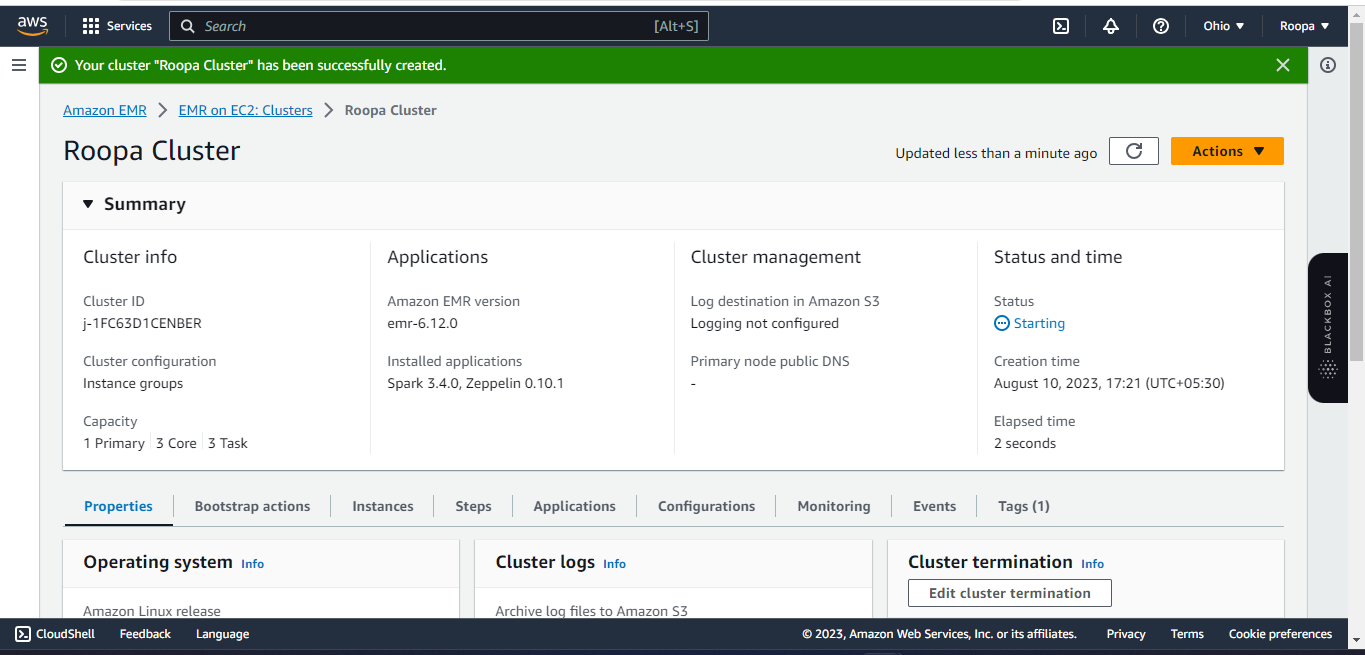 aws
Services
Search
[Alt+S]
Ohio
Roopa
Your cluster "Roopa Cluster" has been successfully created.
Amazon EMR
EMR on EC2: Clusters
Roopa Cluster
Roopa Cluster
Updated less than a minute ago
Actions
Summary
Cluster info
Cluster ID
j-1FC63D1CENBER
Cluster configuration
Instance groups
Capacity
1 Primary
3 Core
3 Task
Applications
Amazon EMR version
emr-6.12.0
Installed applications
Spark 3.4.0, Zeppelin 0.10.1
Cluster management
Log destination in Amazon S3
Logging not configured
Primary node public DNS
-
Status and time
Status
Starting
Creation time
August 10, 2023, 17:21 (UTC+05:30)
Elapsed time
2 seconds
BLACKBOX AI
Properties
Bootstrap actions
Instances
Steps
Applications
Configurations
Monitoring
Events
Tags (1)
Operating system
Info
Amazon Linux release
Cluster logs
Info
Archive log files to Amazon S3
Cluster termination
Info
Edit cluster termination
CloudShell
Feedback
Language
© 2023, Amazon Web Services, Inc. or its affiliates.
Privacy
Terms
Cookie preferences